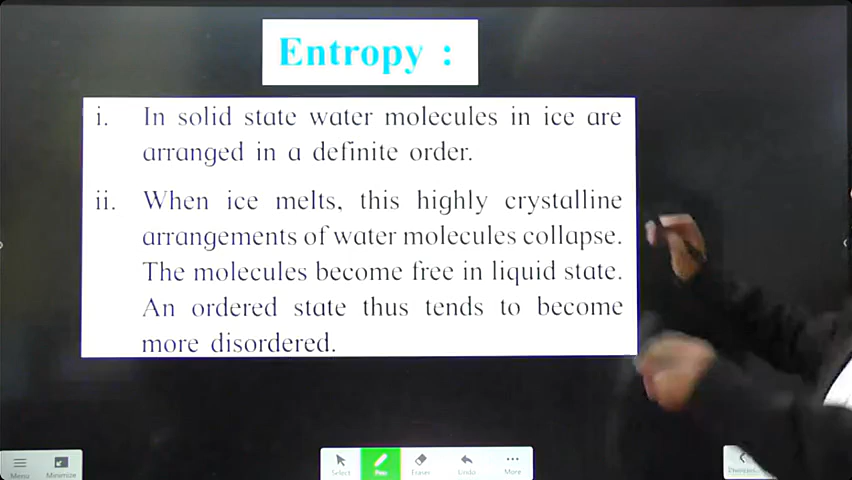 Entropy :
i. In solid state water molecules in ice are
arranged in a definite order.
ii. When ice melts, this highly crystalline
arrangements of water molecules collapse.
The molecules become free in liquid state.
An ordered state thus tends to become
more disordered.
Menu Minimize Select Pen Eraser Undo More